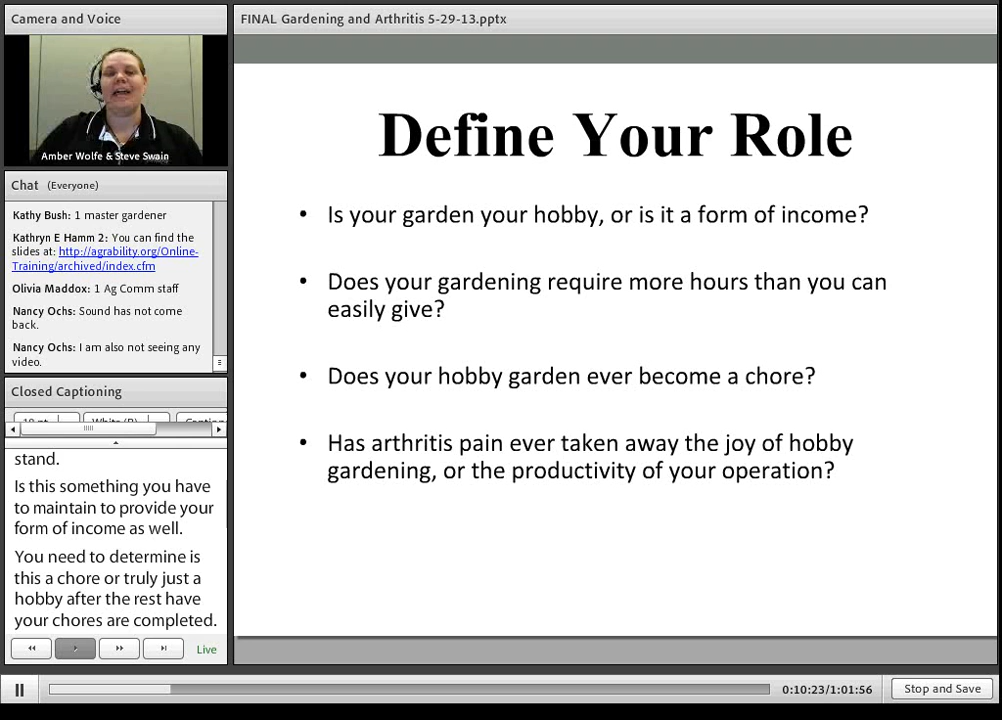 Camera and Voice
Amber Wolfe & Steve Swain
Chat (Everyone)
Kathy Bush: 1 master gardener
Kathryn E Hamm 2: You can find the
slides at: http://agrability.org/Online-
Training/archived/index.cfm
Olivia Maddox: 1 Ag Comm staff
Nancy Ochs: Sound has not come
back.
Nancy Ochs: I am also not seeing any
video.
Closed Captioning
stand.
Is this something you have
to maintain to provide your
form of income as well.
You need to determine is
this a chore or truly just a
hobby after the rest have
your chores are completed.
Live
FINAL Gardening and Arthritis 5-29-13.pptx
Define Your Role
• Is your garden your hobby, or is it a form of income?
• Does your gardening require more hours than you can
easily give?
• Does your hobby garden ever become a chore?
• Has arthritis pain ever taken away the joy of hobby
gardening, or the productivity of your operation?
0:10:23/1:01:56
Stop and Save